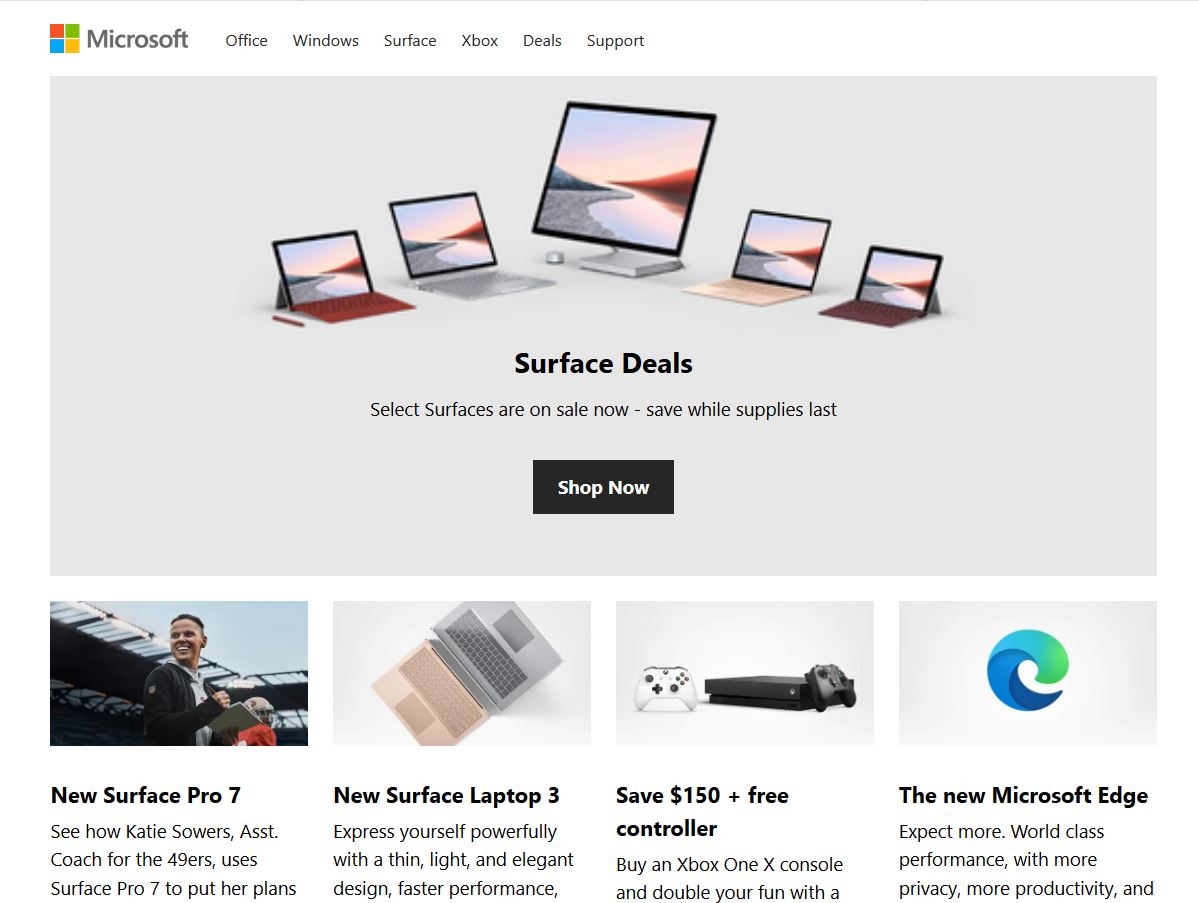 Microsoft
Office Windows Surface Xbox Deals Support
Surface Deals
Select Surfaces are on sale now - save while supplies last
Shop Now
New Surface Pro 7
See how Katie Sowers, Asst.
Coach for the 49ers, uses
Surface Pro 7 to put her plans
New Surface Laptop 3
Express yourself powerfully
with a thin, light, and elegant
design, faster performance,
Save $150 + free
controller
Buy an Xbox One X console
and double your fun with a
The new Microsoft Edge
Expect more. World class
performance, with more
privacy, more productivity, and